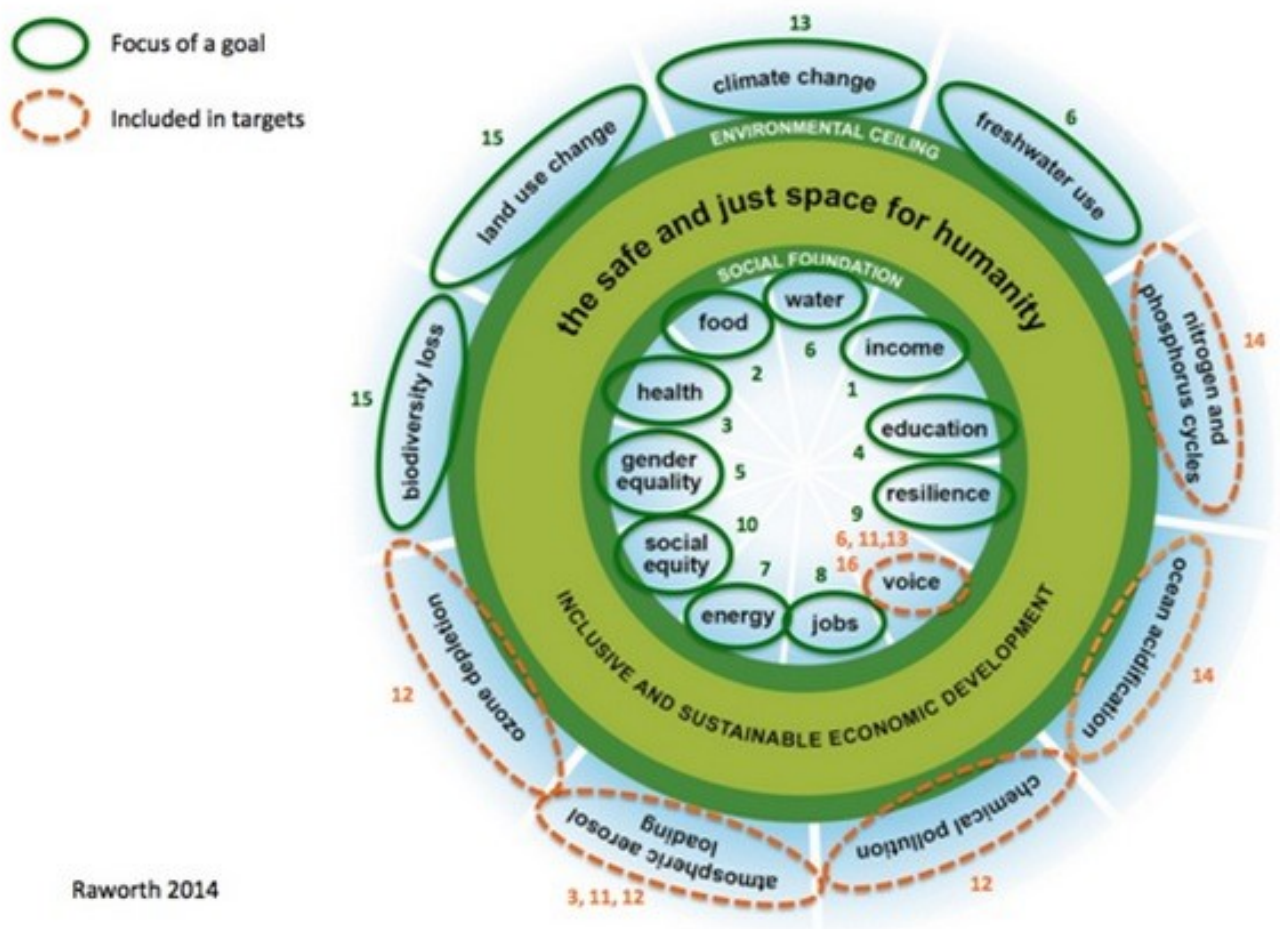 Focus of a goal
Included in targets
13
climate change
6
freshwater use
14
nitrogen and
phosphorus cycles
14
ocean acidification
12
chemical pollution
3, 11, 12
atmospheric aerosol
loading
12
ozone depletion
15
biodiversity loss
15
land use change
ENVIRONMENTAL CEILING
the safe and just space for humanity
SOCIAL FOUNDATION
water
6
income
1
education
4
resilience
9
6, 11,13
16
voice
8
jobs
7
energy
10
social
equity
5
gender
equality
3
health
2
food
INCLUSIVE AND SUSTAINABLE ECONOMIC DEVELOPMENT
Raworth 2014